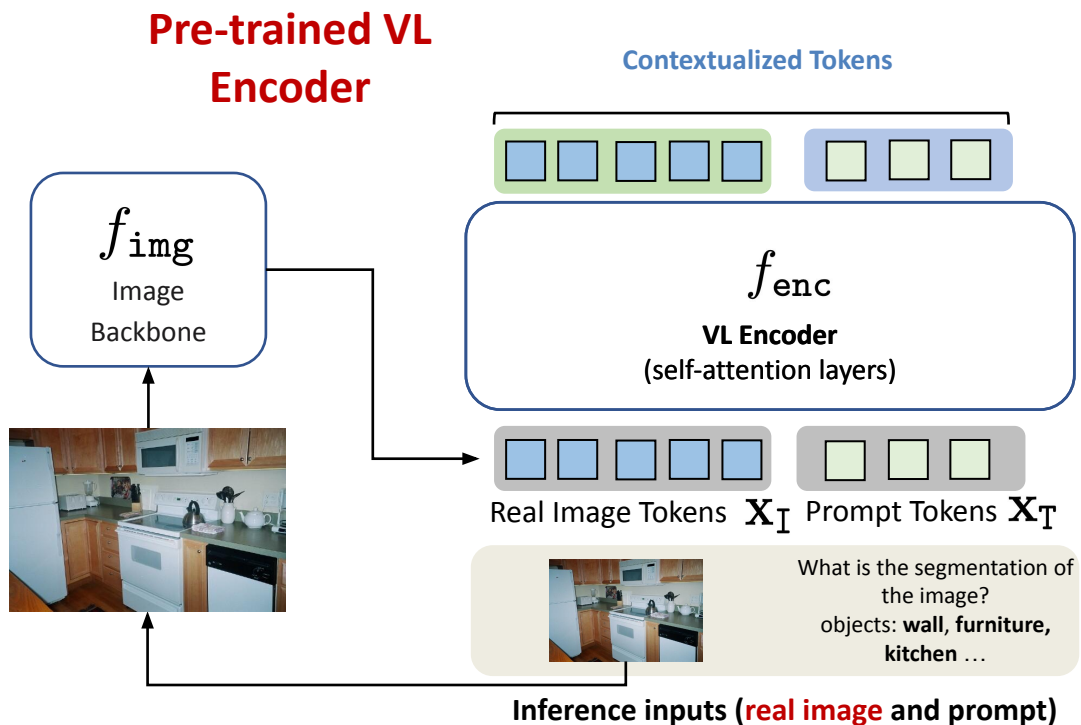 Pre-trained VL
Encoder
Contextualized Tokens
f_img
Image
Backbone
f_enc
VL Encoder
(self-attention layers)
Real Image Tokens X_I
Prompt Tokens X_T
What is the segmentation of
the image?
objects: wall, furniture,
kitchen ...
Inference inputs (real image and prompt)